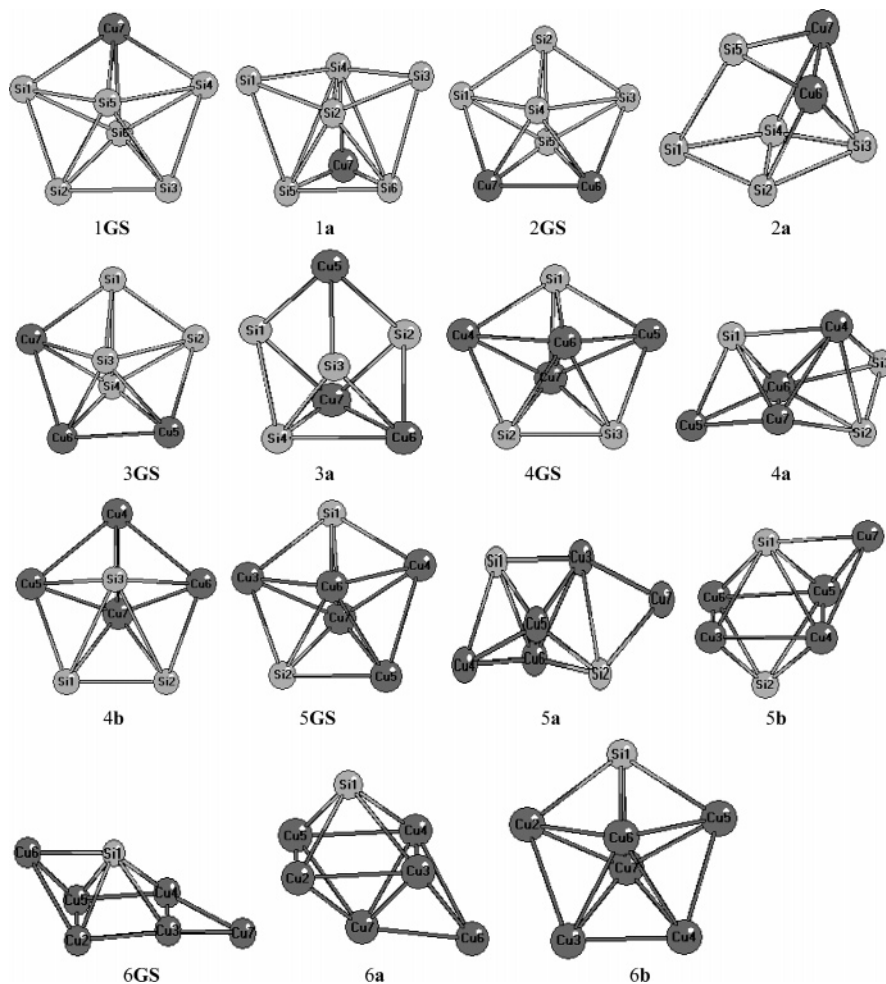 Cu7
Si1 Si5 Si4
Si6
Si2 Si3
1GS
Si4
Si1 Si3
Si2
Cu7
Si5 Si6
1a
Si2
Si1 Si3
Si4
Si5
Cu7 Cu6
2GS
Cu7
Si5
Cu6
Si4
Si1 Si3
Si2
2a
Si1
Cu7 Si2
Si3
Si4
Cu6 Cu5
3GS
Cu5
Si1 Si2
Si3
Cu7
Si4 Cu6
3a
Si1
Cu4 Cu6 Cu5
Cu7
Si2 Si3
4GS
Cu4
Si1
Cu6
Cu5 Cu7
Si2
4a
Cu4
Cu5 Si3 Cu6
Cu7
Si1 Si2
4b
Si1
Cu3 Cu6 Cu4
Cu7
Si2 Cu5
5GS
Si1 Cu3
Cu7
Cu5
Cu4 Cu6 Si2
5a
Si1 Cu7
Cu6 Cu5
Cu3 Cu4
Si2
5b
Cu6 Si1
Cu5 Cu4
Cu2 Cu3 Cu7
6GS
Si1
Cu5 Cu4
Cu2 Cu3
Cu7 Cu6
6a
Si1
Cu2 Cu6 Cu5
Cu7
Cu3 Cu4
6b